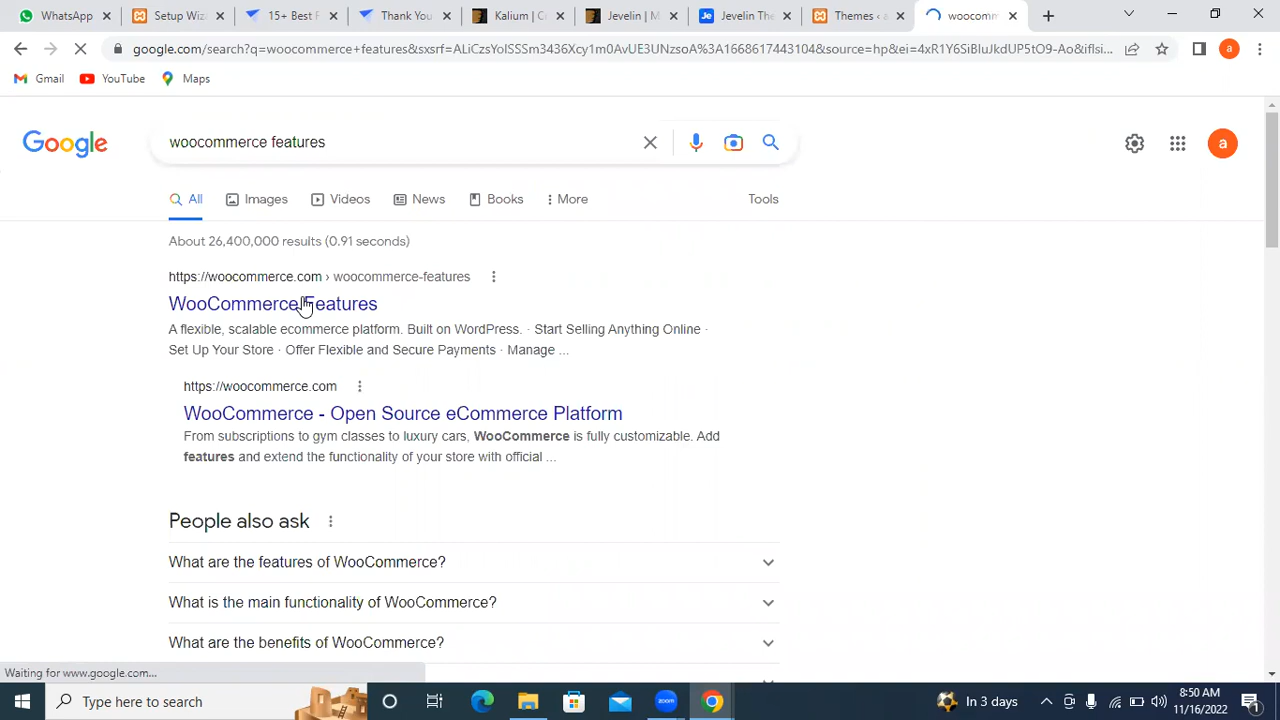 WhatsApp
Setup Wiz
15+ Best F
Thank You
Kalium | C
Jevelin | M
Jevelin The
Themes ‹ a
woocomm
google.com/search?q=woocommerce+features&sxsrf=ALiCzsYolSSSm3436Xcy1m0AvUE3UNzsoA%3A1668617443104&source=hp&ei=4xR1Y6SiBluJkdUP5tO9-Ao&iflsi...
a
Gmail
YouTube
Maps
Google
woocommerce features
a
All
Images
Videos
News
Books
More
Tools
About 26,400,000 results (0.91 seconds)
https://woocommerce.com › woocommerce-features
WooCommerce Features
A flexible, scalable ecommerce platform. Built on WordPress. · Start Selling Anything Online ·
Set Up Your Store · Offer Flexible and Secure Payments · Manage ...
https://woocommerce.com
WooCommerce - Open Source eCommerce Platform
From subscriptions to gym classes to luxury cars, WooCommerce is fully customizable. Add
features and extend the functionality of your store with official ...
People also ask
What are the features of WooCommerce?
What is the main functionality of WooCommerce?
What are the benefits of WooCommerce?
Waiting for www.google.com...
Type here to search
zoom
In 3 days
8:50 AM
11/16/2022
1